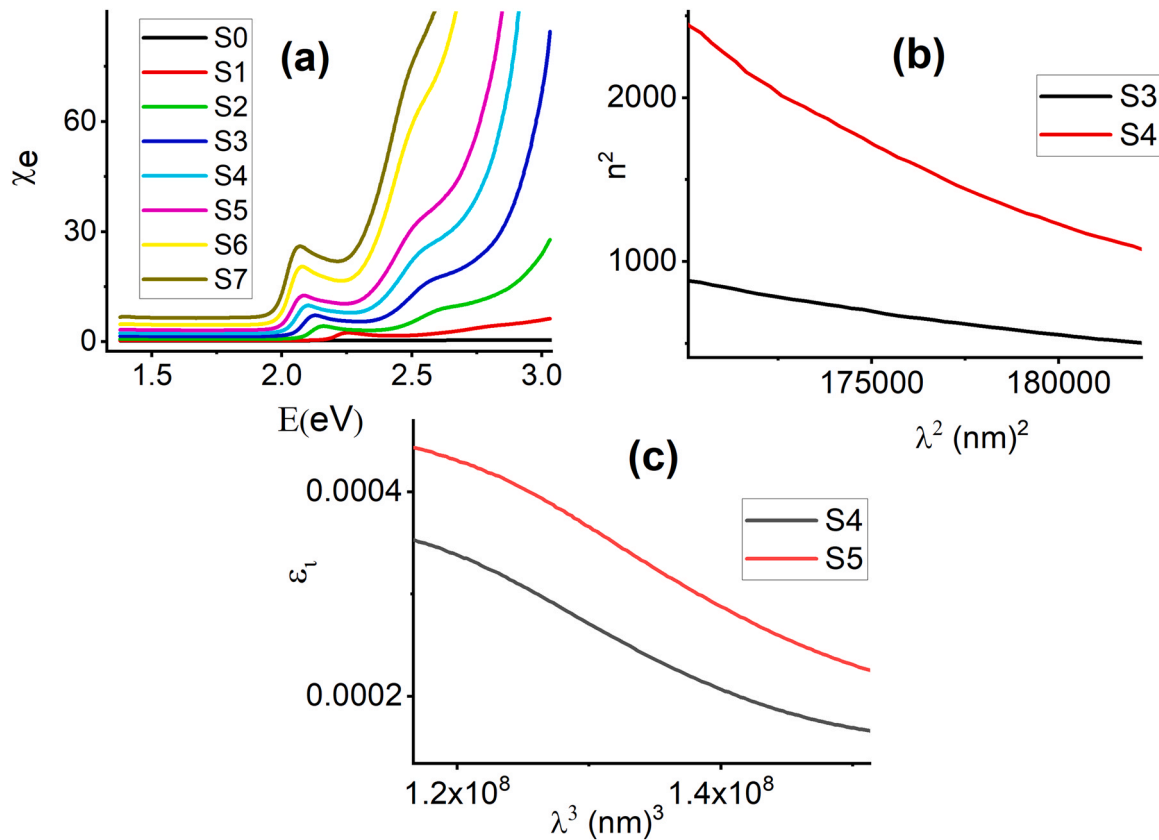 (a)
S0
S1
S2
S3
S4
S5
S6
S7
χe
60
30
0
1.5 2.0 2.5 3.0
E(eV)
(b)
S3
S4
n²
2000
1000
175000 180000
λ² (nm)²
(c)
S4
S5
ει
0.0004
0.0002
1.2x10⁸ 1.4x10⁸
λ³ (nm)³